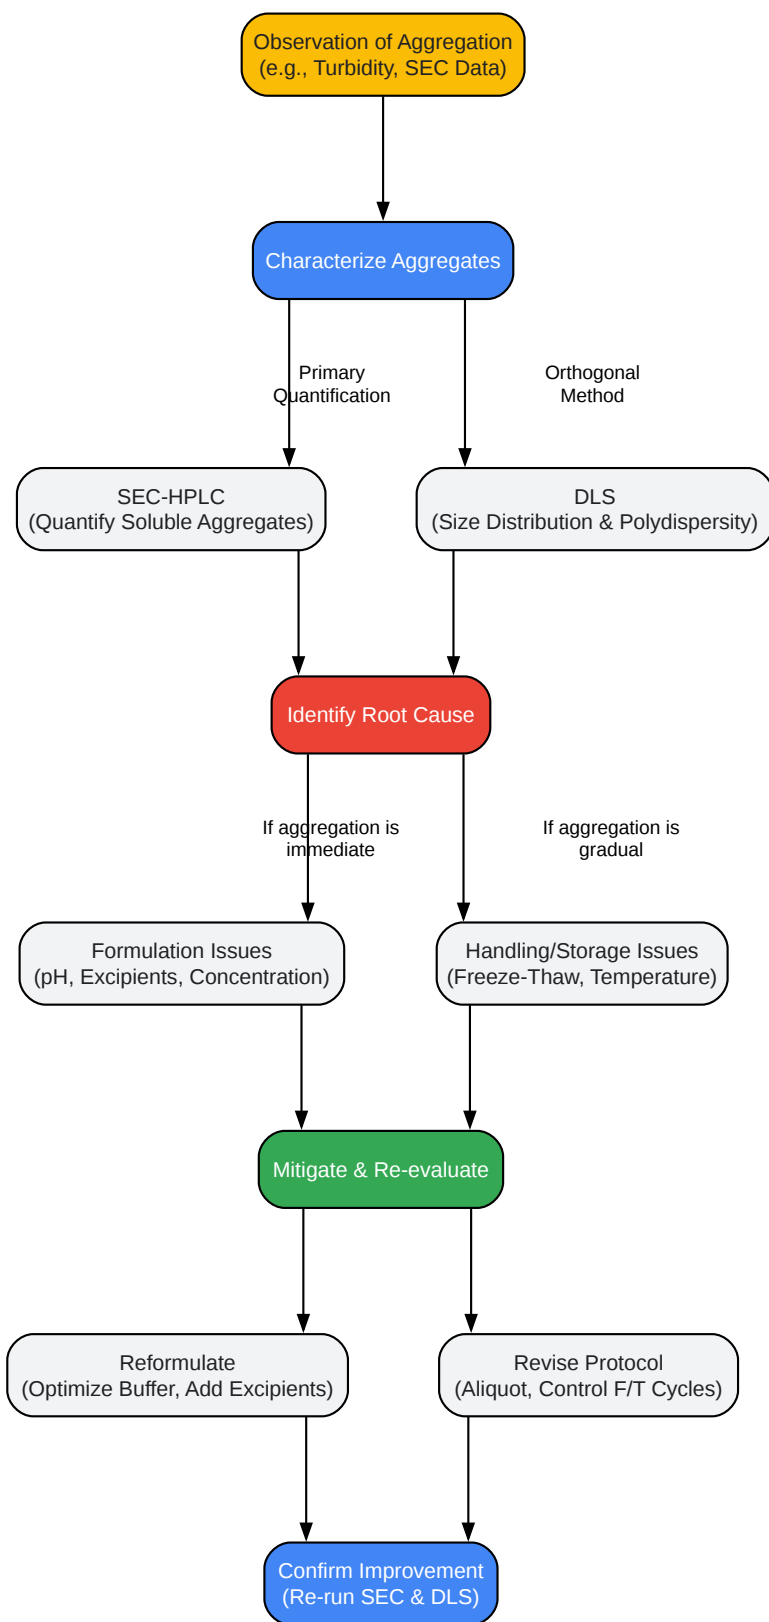 Observation of Aggregation
(e.g., Turbidity, SEC Data)
Characterize Aggregates
Primary
Quantification
Orthogonal
Method
SEC-HPLC
(Quantify Soluble Aggregates)
DLS
(Size Distribution & Polydispersity)
Identify Root Cause
If aggregation is
immediate
If aggregation is
gradual
Formulation Issues
(pH, Excipients, Concentration)
Handling/Storage Issues
(Freeze-Thaw, Temperature)
Mitigate & Re-evaluate
Reformulate
(Optimize Buffer, Add Excipients)
Revise Protocol
(Aliquot, Control F/T Cycles)
Confirm Improvement
(Re-run SEC & DLS)